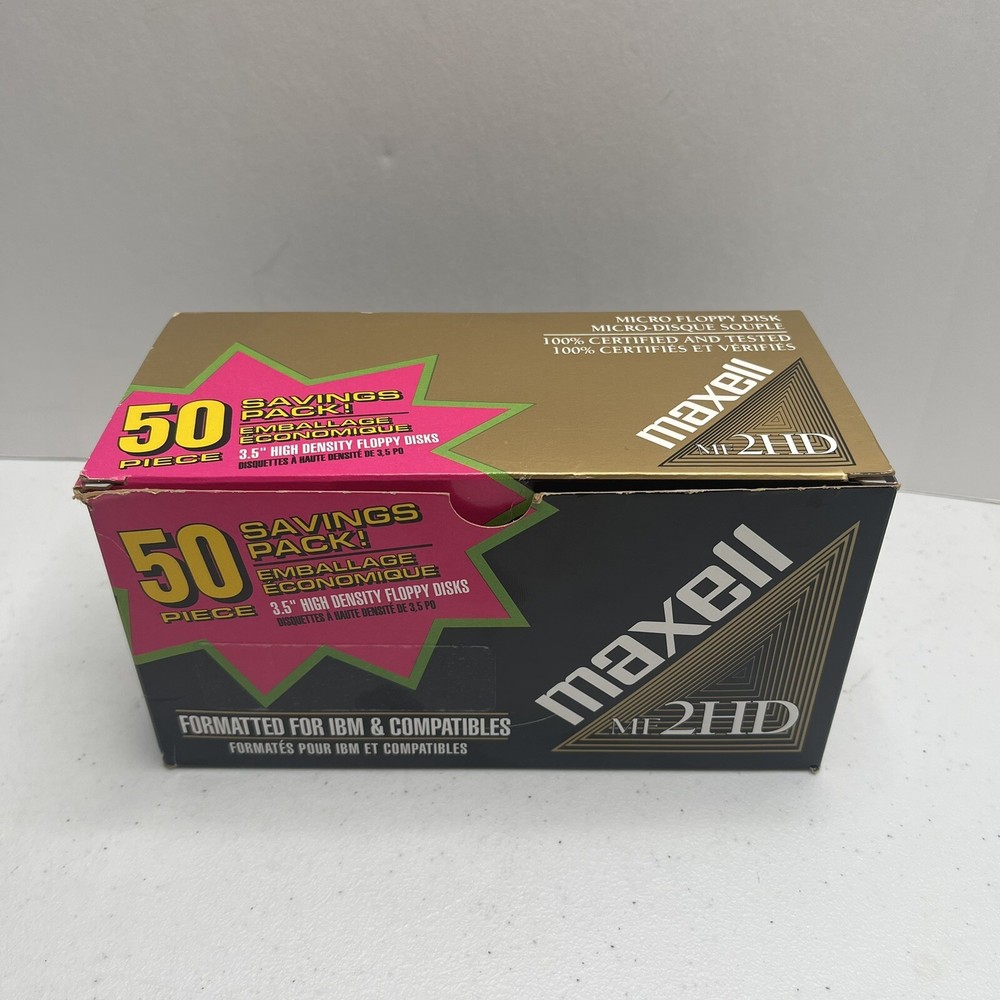 MICRO FLOPPY DISK
MICRO-DISQUE SOUPLE
100% CERTIFIED AND TESTED
100% CERTIFIÉS ET VÉRIFIÉS
maxell
MF 2HD
50
PIECE
SAVINGS
PACK!
EMBALLAGE
ÉCONOMIQUE
3.5" HIGH DENSITY FLOPPY DISKS
DISQUETTES À HAUTE DENSITÉ DE 3,5 PO
50
PIECE
SAVINGS
PACK!
EMBALLAGE
ÉCONOMIQUE
3.5" HIGH DENSITY FLOPPY DISKS
DISQUETTES À HAUTE DENSITÉ DE 3,5 PO
maxell
MF 2HD
FORMATTED FOR IBM & COMPATIBLES
FORMATÉS POUR IBM ET COMPATIBLES